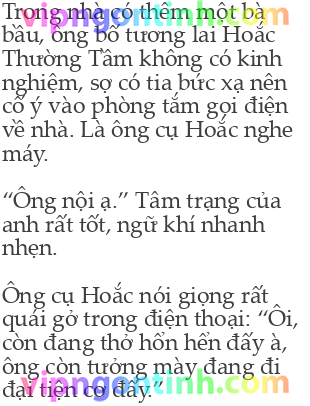 Trong nhà có thêm một bà
bầu, ông bố tương lai Hoắc
Thường Tâm không có kinh
nghiệm, sợ có tia bức xạ nên
cố ý vào phòng tắm gọi điện
về nhà. Là ông cụ Hoắc nghe
máy.
“Ông nội ạ.” Tâm trạng của
anh rất tốt, ngữ khí nhanh
nhẹn.
Ông cụ Hoắc nói giọng rất
quái gở trong điện thoại: “Ôi,
còn đang thở hổn hển đấy à,
ông còn tưởng mày đang đi
đại tiện cơ đấy.”
vipngontinh.com
vipngontinh.com